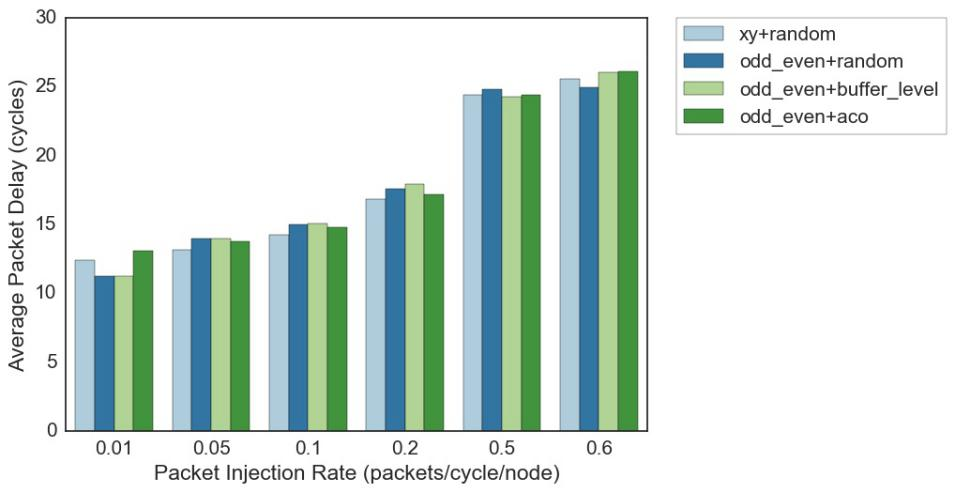 30
25
20
15
10
5
0
Average Packet Delay (cycles)
0.01 0.05 0.1 0.2 0.5 0.6
Packet Injection Rate (packets/cycle/node)
xy+random
odd_even+random
odd_even+buffer_level
odd_even+aco